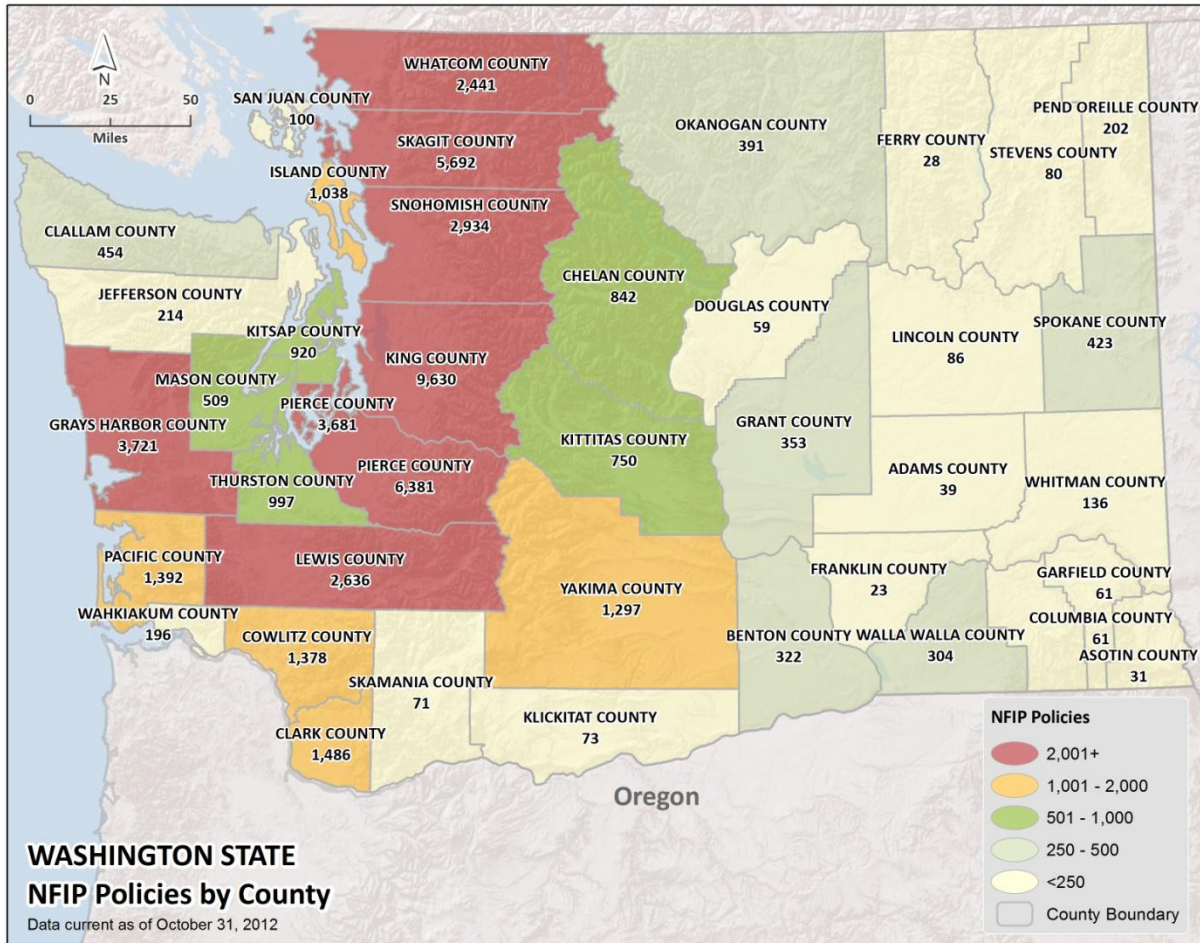 N
0 25 50
Miles
WHATCOM COUNTY
2,441
SAN JUAN COUNTY
100
SKAGIT COUNTY
5,692
ISLAND COUNTY
1,038
SNOHOMISH COUNTY
2,934
OKANOGAN COUNTY
391
FERRY COUNTY
28
STEVENS COUNTY
80
PEND OREILLE COUNTY
202
CLALLAM COUNTY
454
JEFFERSON COUNTY
214
KITSAP COUNTY
920
CHELAN COUNTY
842
DOUGLAS COUNTY
59
LINCOLN COUNTY
86
SPOKANE COUNTY
423
KING COUNTY
9,630
MASON COUNTY
509
PIERCE COUNTY
3,681
GRAYS HARBOR COUNTY
3,721
THURSTON COUNTY
997
PIERCE COUNTY
6,381
KITTITAS COUNTY
750
GRANT COUNTY
353
ADAMS COUNTY
39
WHITMAN COUNTY
136
PACIFIC COUNTY
1,392
LEWIS COUNTY
2,636
YAKIMA COUNTY
1,297
FRANKLIN COUNTY
23
GARFIELD COUNTY
61
WAHKIAKUM COUNTY
196
COWLITZ COUNTY
1,378
BENTON COUNTY
322
WALLA WALLA COUNTY
304
COLUMBIA COUNTY
61
ASOTIN COUNTY
31
SKAMANIA COUNTY
71
KLICKITAT COUNTY
73
CLARK COUNTY
1,486
Oregon
NFIP Policies
2,001+
1,001 - 2,000
501 - 1,000
250 - 500
<250
County Boundary
WASHINGTON STATE
NFIP Policies by County
Data current as of October 31, 2012